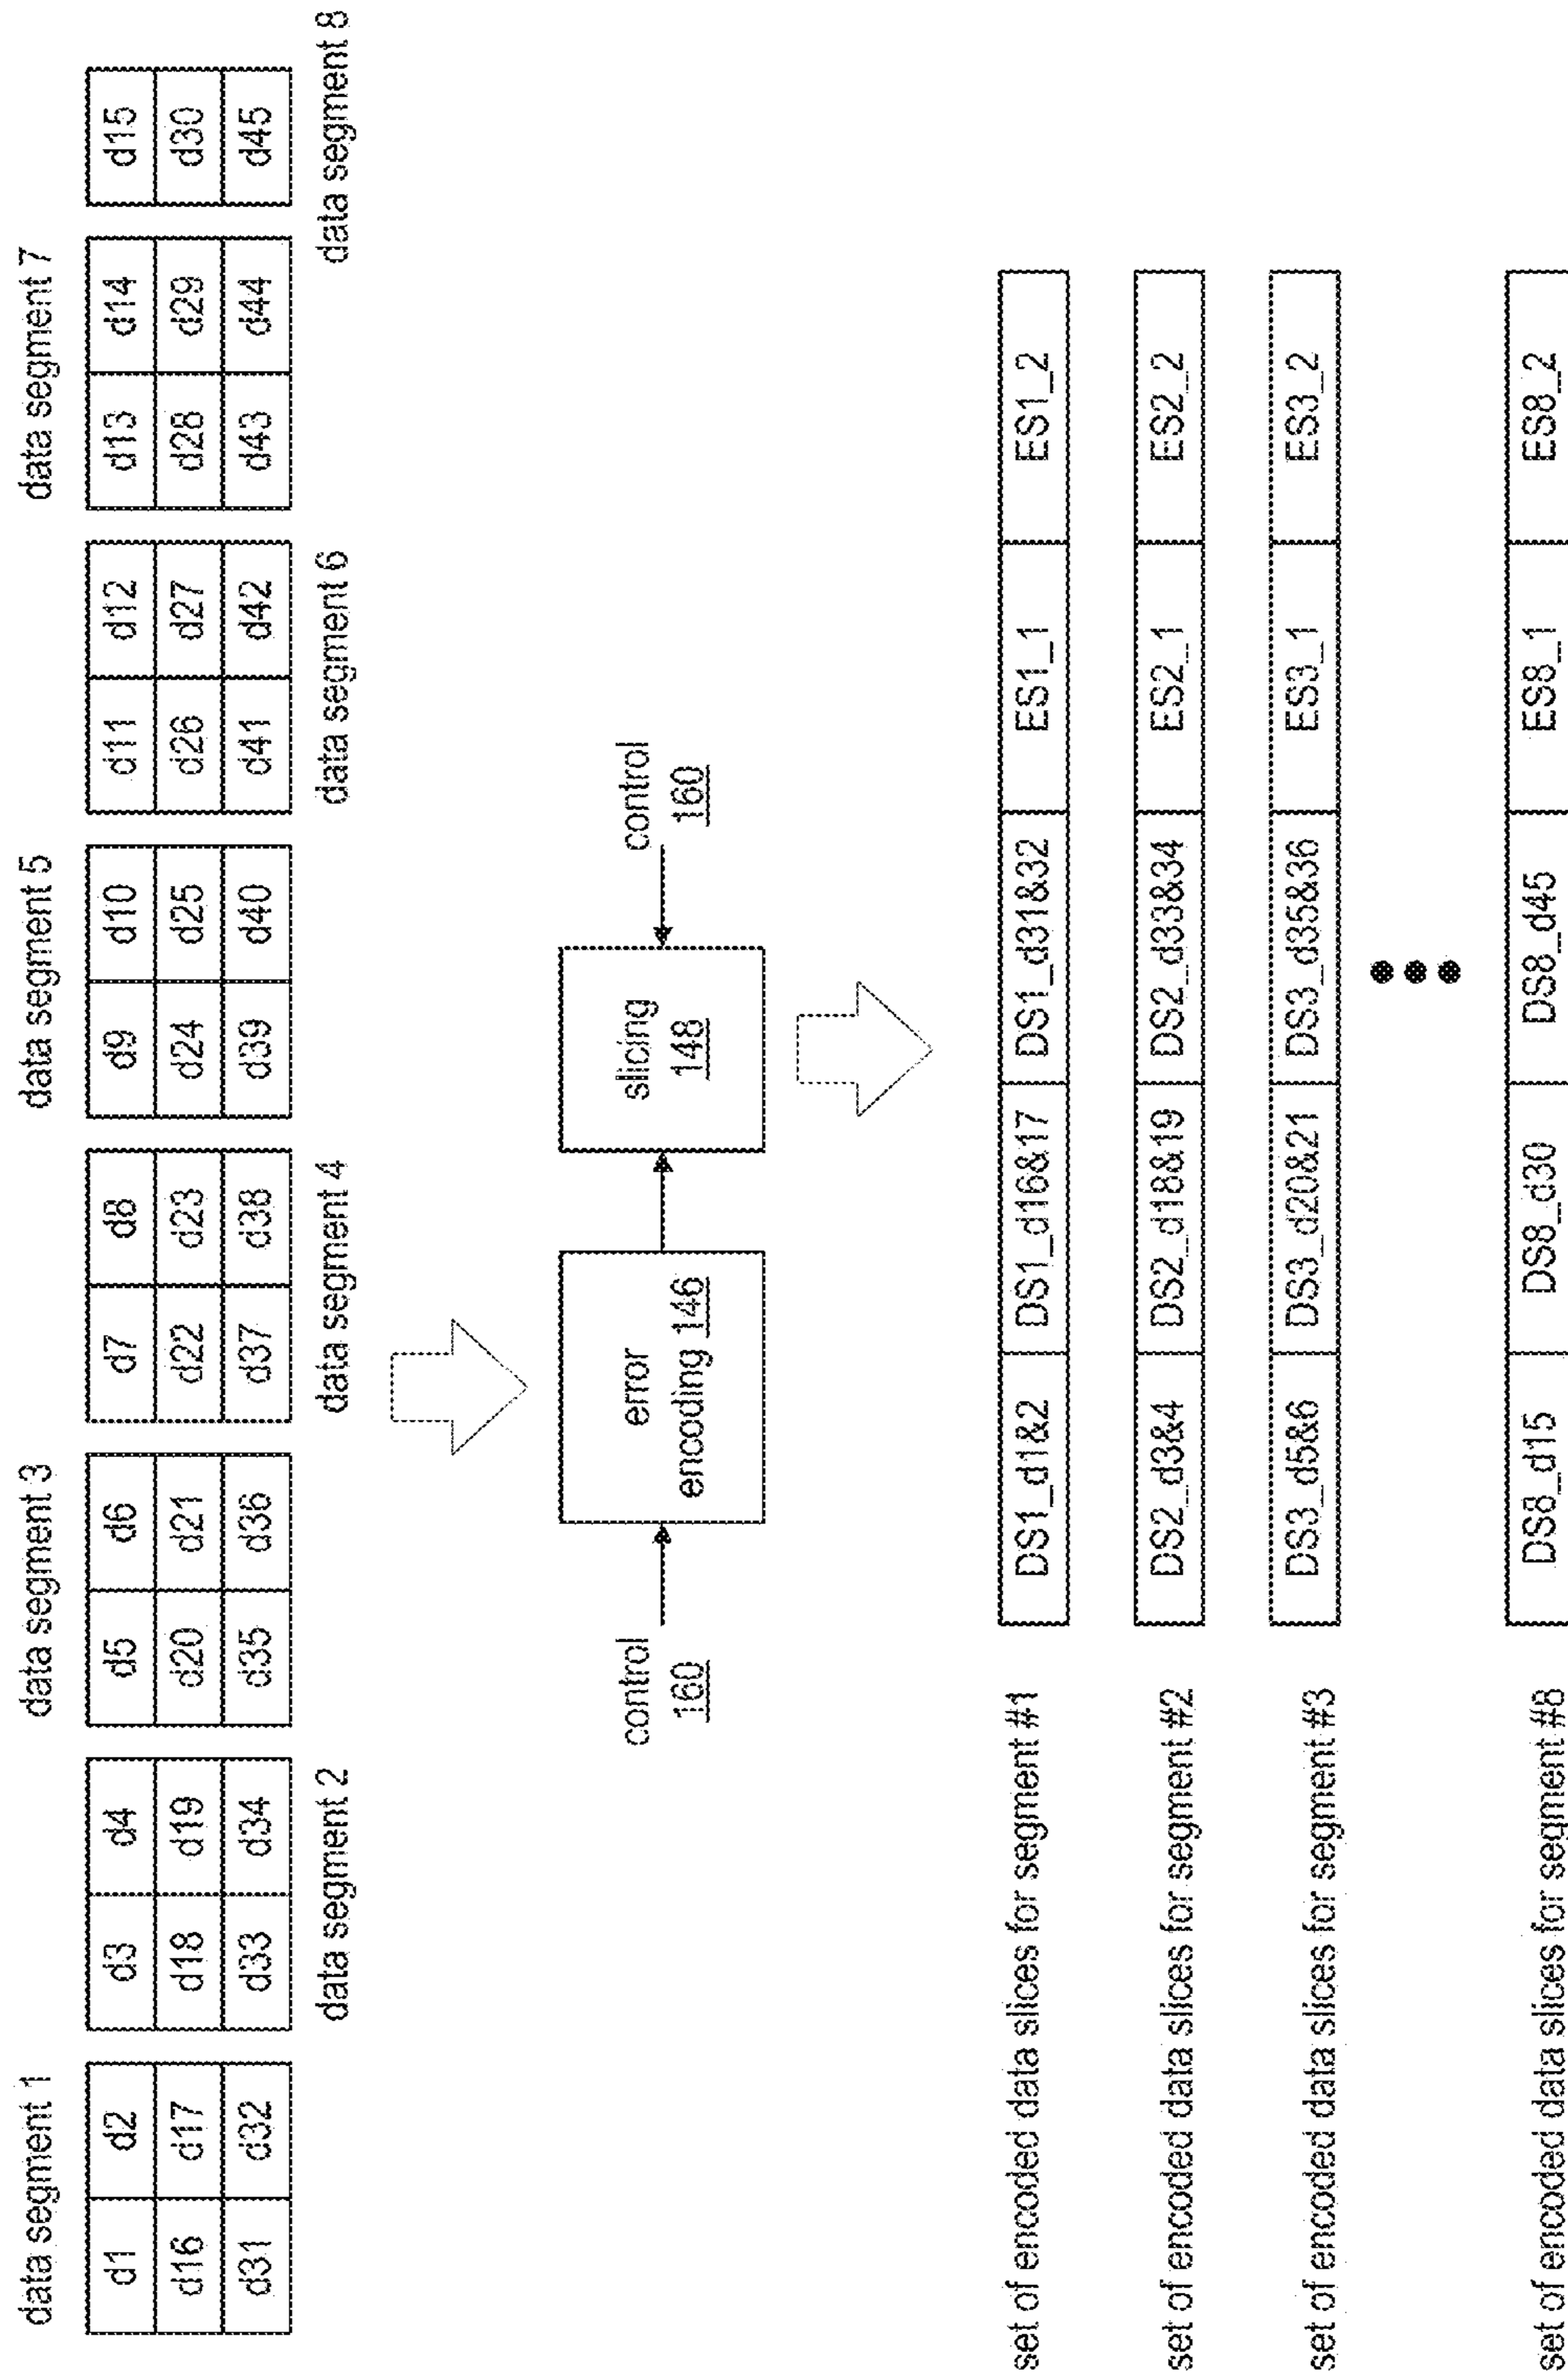 data segment 1
data segment 3
data segment 5
data segment 7
d1 d2 d3 d4 d5 d6 d7 d8 d9 d10 d11 d12 d13 d14 d15
d16 d17 d18 d19 d20 d21 d22 d23 d24 d25 d26 d27 d28 d29 d30
d31 d32 d33 d34 d35 d36 d37 d38 d39 d40 d41 d42 d43 d44 d45
data segment 2
data segment 4
data segment 6
data segment 8
control
160
error
encoding 146
slicing
148
control
160
set of encoded data slices for segment #1 DS1_d1&2 DS1_d16&17 DS1_d31&32 ES1_1 ES1_2
set of encoded data slices for segment #2 DS2_d3&4 DS2_d18&19 DS2_d33&34 ES2_1 ES2_2
set of encoded data slices for segment #3 DS3_d5&6 DS3_d20&21 DS3_d35&36 ES3_1 ES3_2
set of encoded data slices for segment #8 DS8_d15 DS8_d30 DS8_d45 ES8_1 ES8_2